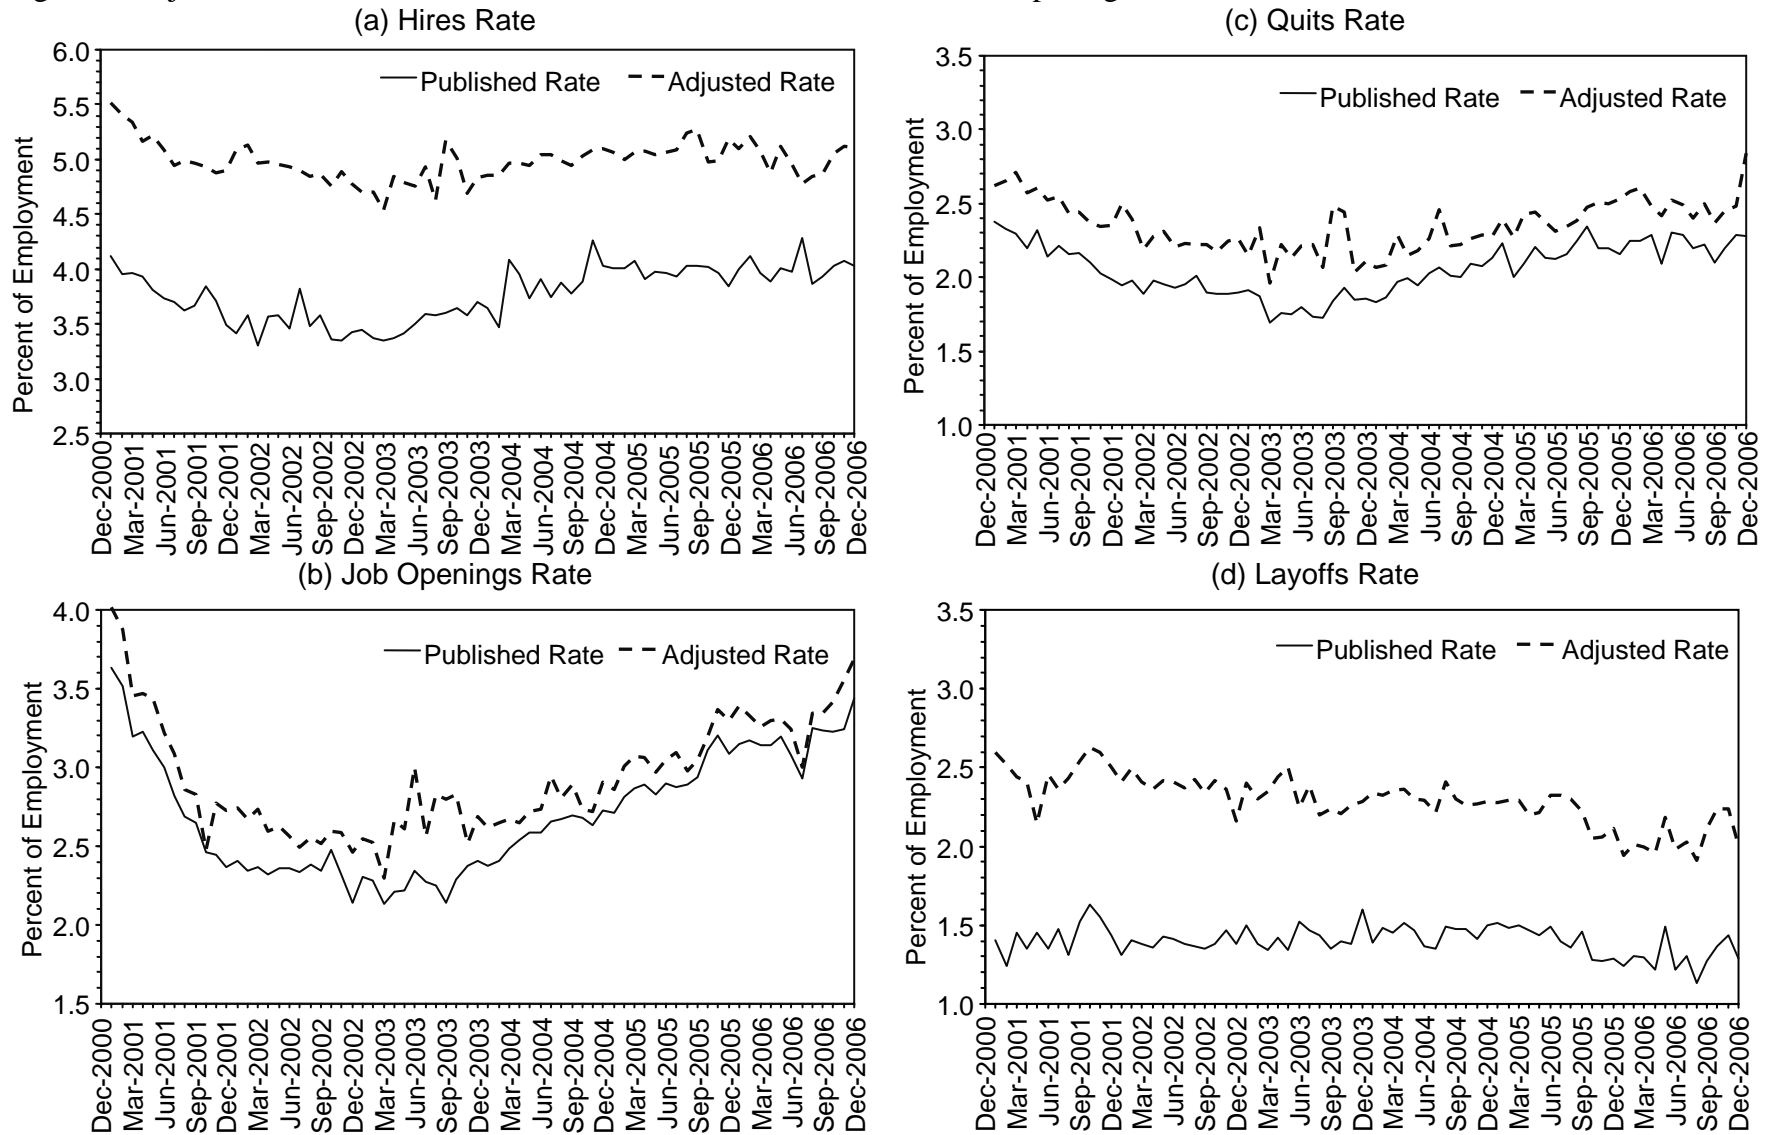 (a) Hires Rate
Percent of Employment
6.0
5.5
5.0
4.5
4.0
3.5
3.0
2.5
Published Rate
Adjusted Rate
Dec-2000
Mar-2001
Jun-2001
Sep-2001
Dec-2001
Mar-2002
Jun-2002
Sep-2002
Dec-2002
Mar-2003
Jun-2003
Sep-2003
Dec-2003
Mar-2004
Jun-2004
Sep-2004
Dec-2004
Mar-2005
Jun-2005
Sep-2005
Dec-2005
Mar-2006
Jun-2006
Sep-2006
Dec-2006
(c) Quits Rate
Percent of Employment
3.5
3.0
2.5
2.0
1.5
1.0
Published Rate
Adjusted Rate
Dec-2000
Mar-2001
Jun-2001
Sep-2001
Dec-2001
Mar-2002
Jun-2002
Sep-2002
Dec-2002
Mar-2003
Jun-2003
Sep-2003
Dec-2003
Mar-2004
Jun-2004
Sep-2004
Dec-2004
Mar-2005
Jun-2005
Sep-2005
Dec-2005
Mar-2006
Jun-2006
Sep-2006
Dec-2006
(b) Job Openings Rate
Percent of Employment
4.0
3.5
3.0
2.5
2.0
1.5
Published Rate
Adjusted Rate
Dec-2000
Mar-2001
Jun-2001
Sep-2001
Dec-2001
Mar-2002
Jun-2002
Sep-2002
Dec-2002
Mar-2003
Jun-2003
Sep-2003
Dec-2003
Mar-2004
Jun-2004
Sep-2004
Dec-2004
Mar-2005
Jun-2005
Sep-2005
Dec-2005
Mar-2006
Jun-2006
Sep-2006
Dec-2006
(d) Layoffs Rate
Percent of Employment
3.5
3.0
2.5
2.0
1.5
1.0
Published Rate
Adjusted Rate
Dec-2000
Mar-2001
Jun-2001
Sep-2001
Dec-2001
Mar-2002
Jun-2002
Sep-2002
Dec-2002
Mar-2003
Jun-2003
Sep-2003
Dec-2003
Mar-2004
Jun-2004
Sep-2004
Dec-2004
Mar-2005
Jun-2005
Sep-2005
Dec-2005
Mar-2006
Jun-2006
Sep-2006
Dec-2006